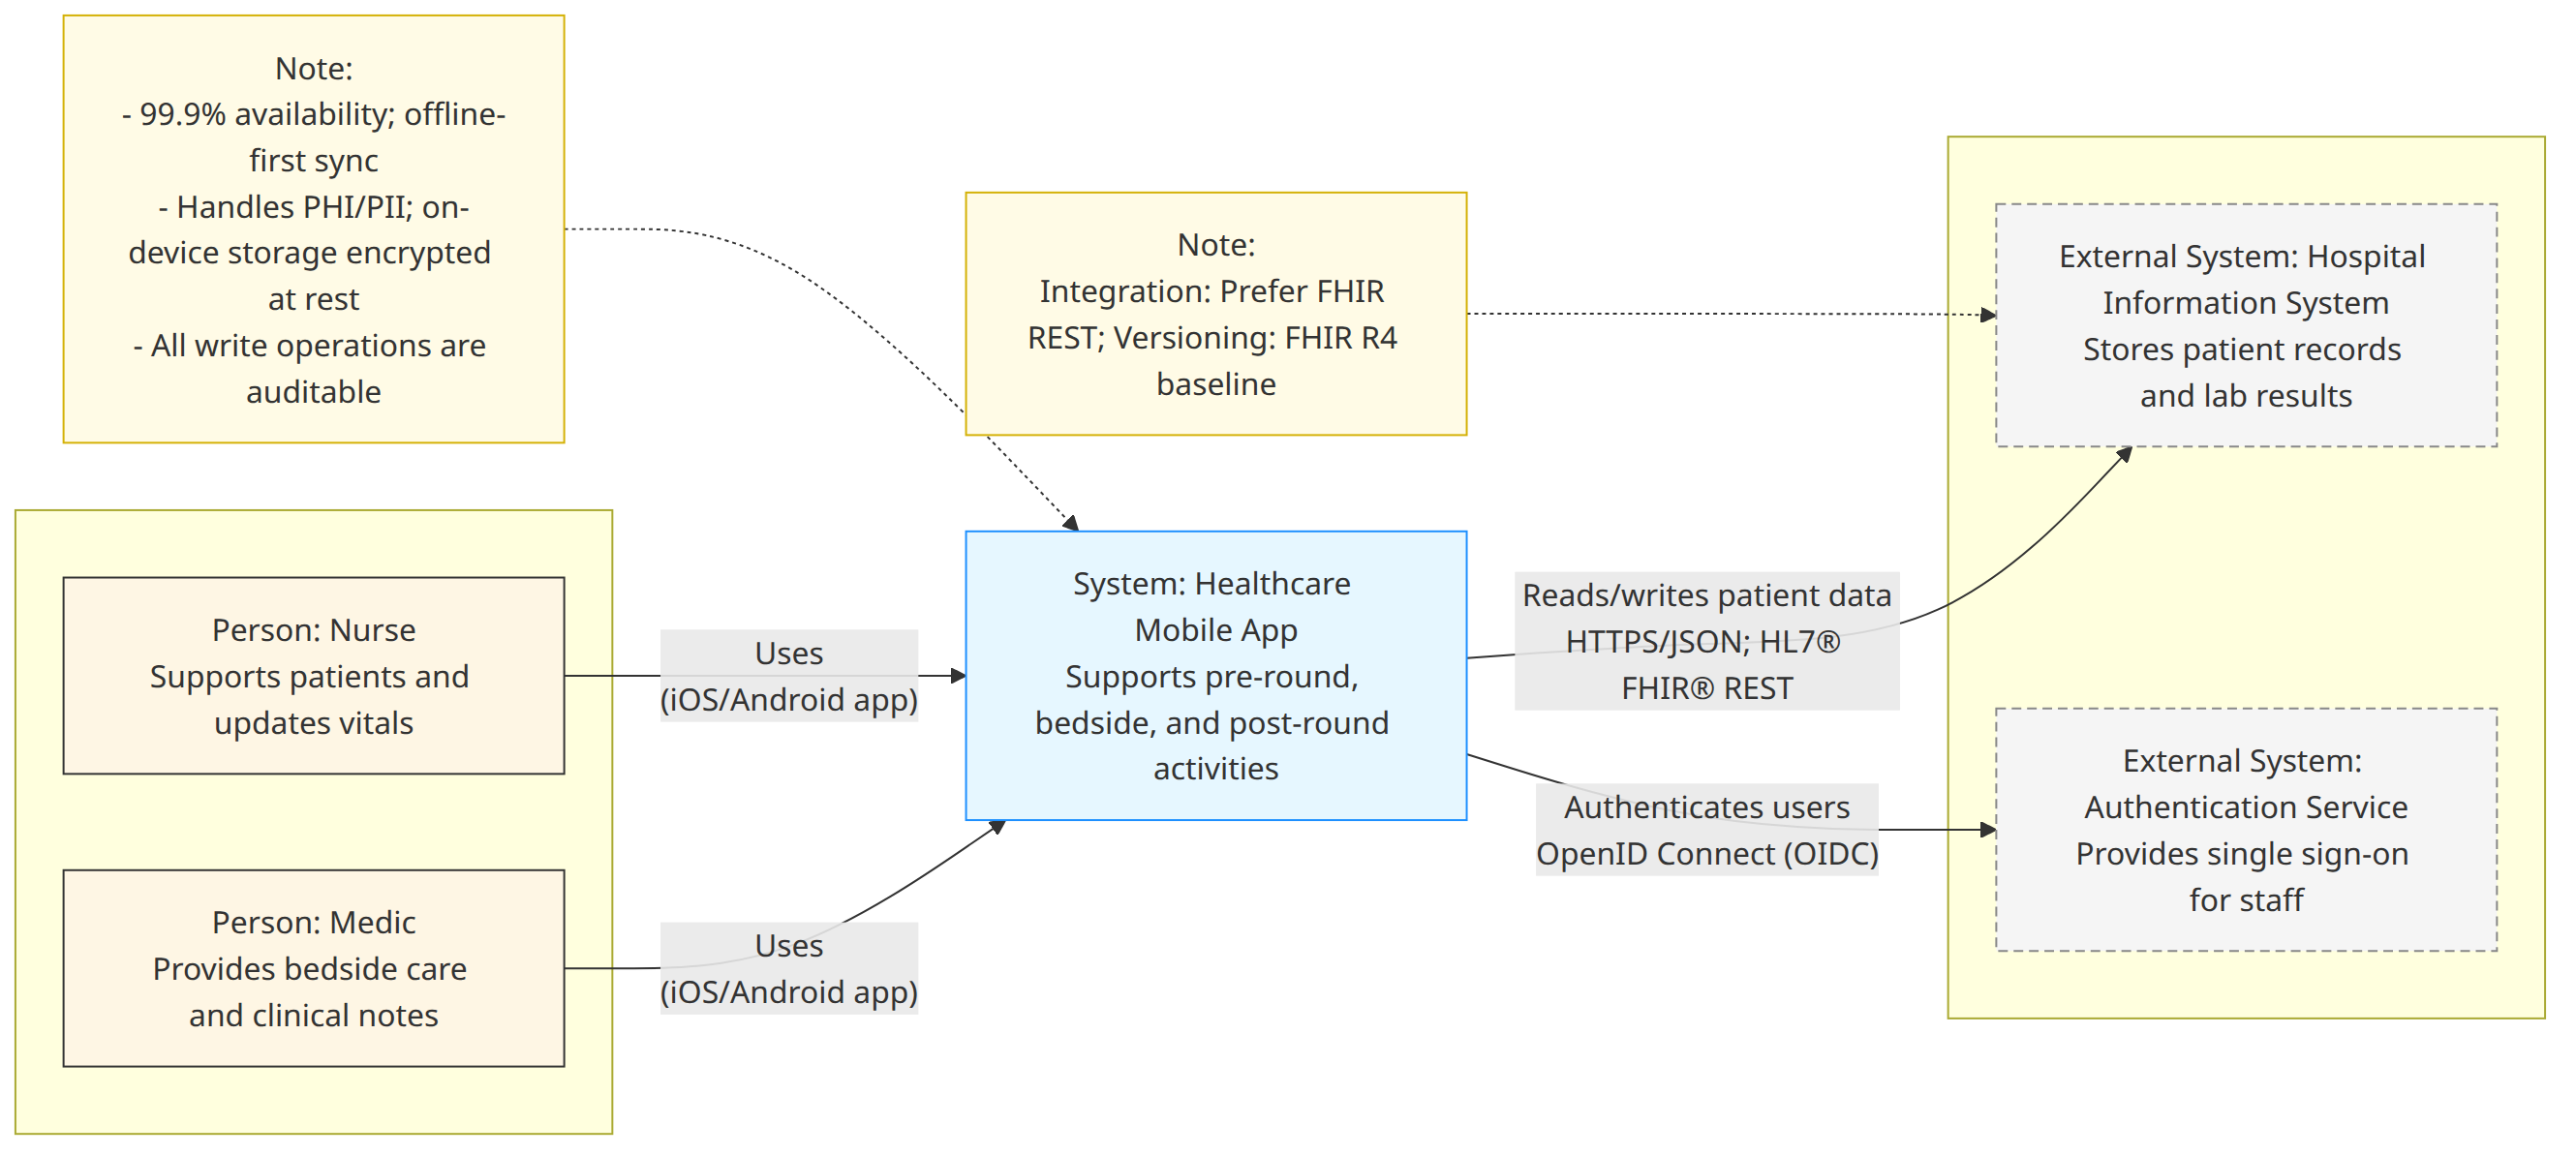 Note:
- 99.9% availability; offline-
first sync
- Handles PHI/PII; on-
device storage encrypted
at rest
- All write operations are
auditable
Note:
Integration: Prefer FHIR
REST; Versioning: FHIR R4
baseline
External System: Hospital
Information System
Stores patient records
and lab results
Person: Nurse
Supports patients and
updates vitals
Uses
(iOS/Android app)
System: Healthcare
Mobile App
Supports pre-round,
bedside, and post-round
activities
Reads/writes patient data
HTTPS/JSON; HL7®
FHIR® REST
Authenticates users
OpenID Connect (OIDC)
External System:
Authentication Service
Provides single sign-on
for staff
Person: Medic
Provides bedside care
and clinical notes
Uses
(iOS/Android app)